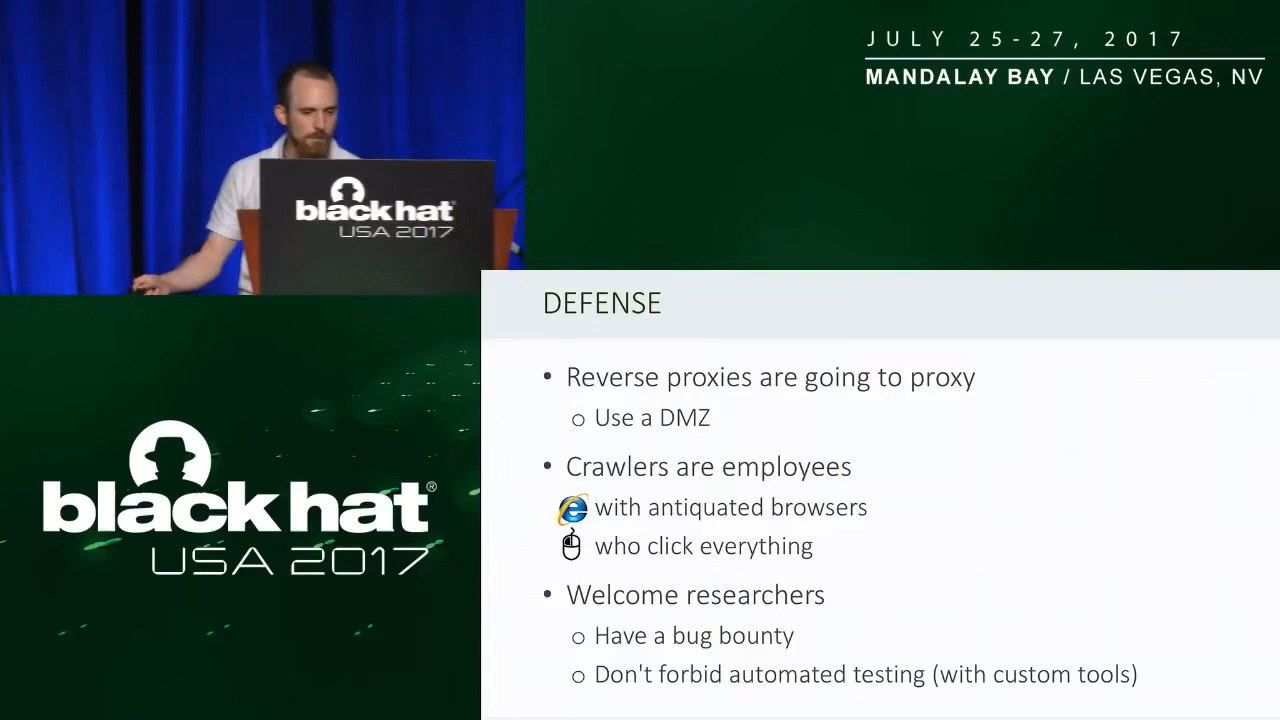 JULY 25-27, 2017
MANDALAY BAY / LAS VEGAS, NV
black hat®
USA 2017
DEFENSE
• Reverse proxies are going to proxy
o Use a DMZ
• Crawlers are employees
with antiquated browsers
who click everything
• Welcome researchers
o Have a bug bounty
o Don't forbid automated testing (with custom tools)
black hat®
USA 2017